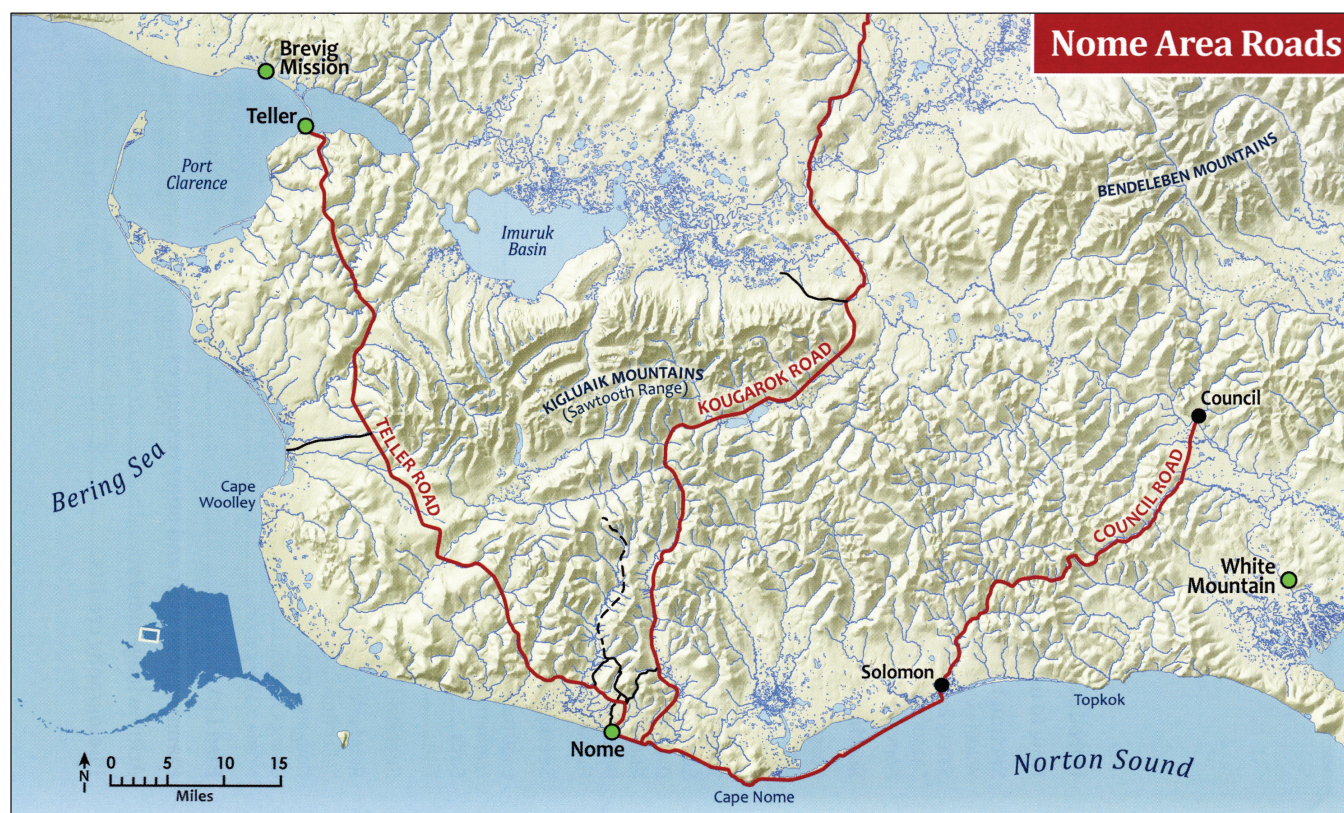 Nome Area Roads
Brevig
Mission
Teller
Port
Clarence
Imuruk
Basin
BENDELEBEN MOUNTAINS
KIGLUAIK MOUNTAINS
(Sawtooth Range)
KOUGAROK ROAD
Council
TELLER ROAD
Bering Sea
Cape
Woolley
COUNCIL ROAD
White
Mountain
Solomon
Topkok
Nome
Norton Sound
Cape Nome
N
0 5 10 15
Miles